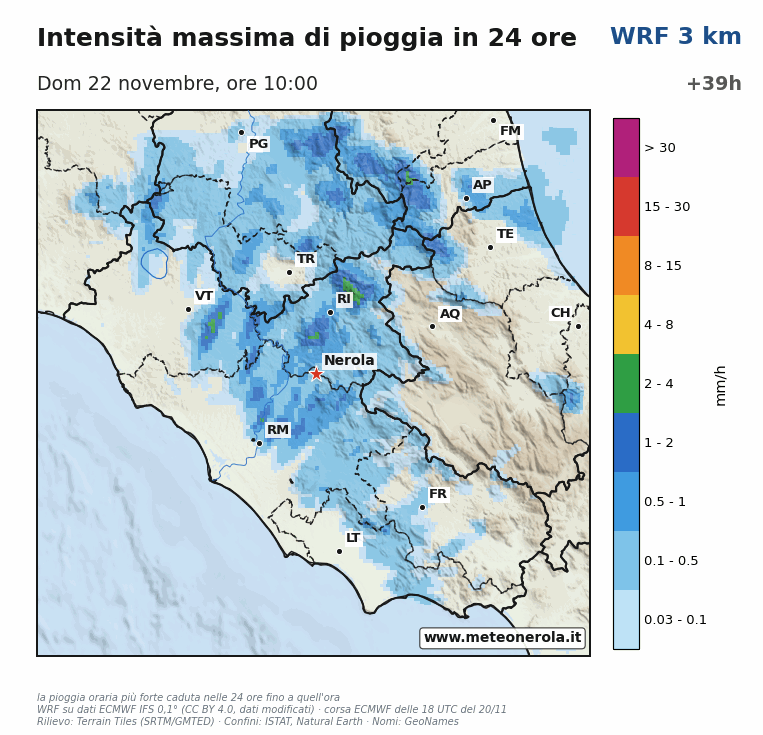 Intensità massima di pioggia in 24 ore
WRF 3 km
Dom 22 novembre, ore 10:00
+39h
PG
FM
AP
TE
TR
VT
RI
AQ
CH
Nerola
RM
FR
LT
www.meteonerola.it
> 30
15 - 30
8 - 15
4 - 8
2 - 4
1 - 2
0.5 - 1
0.1 - 0.5
0.03 - 0.1
mm/h
la pioggia oraria più forte caduta nelle 24 ore fino a quell'ora
WRF su dati ECMWF IFS 0,1° (CC BY 4.0, dati modificati) · corsa ECMWF delle 18 UTC del 20/11
Rilievo: Terrain Tiles (SRTM/GMTED) · Confini: ISTAT, Natural Earth · Nomi: GeoNames